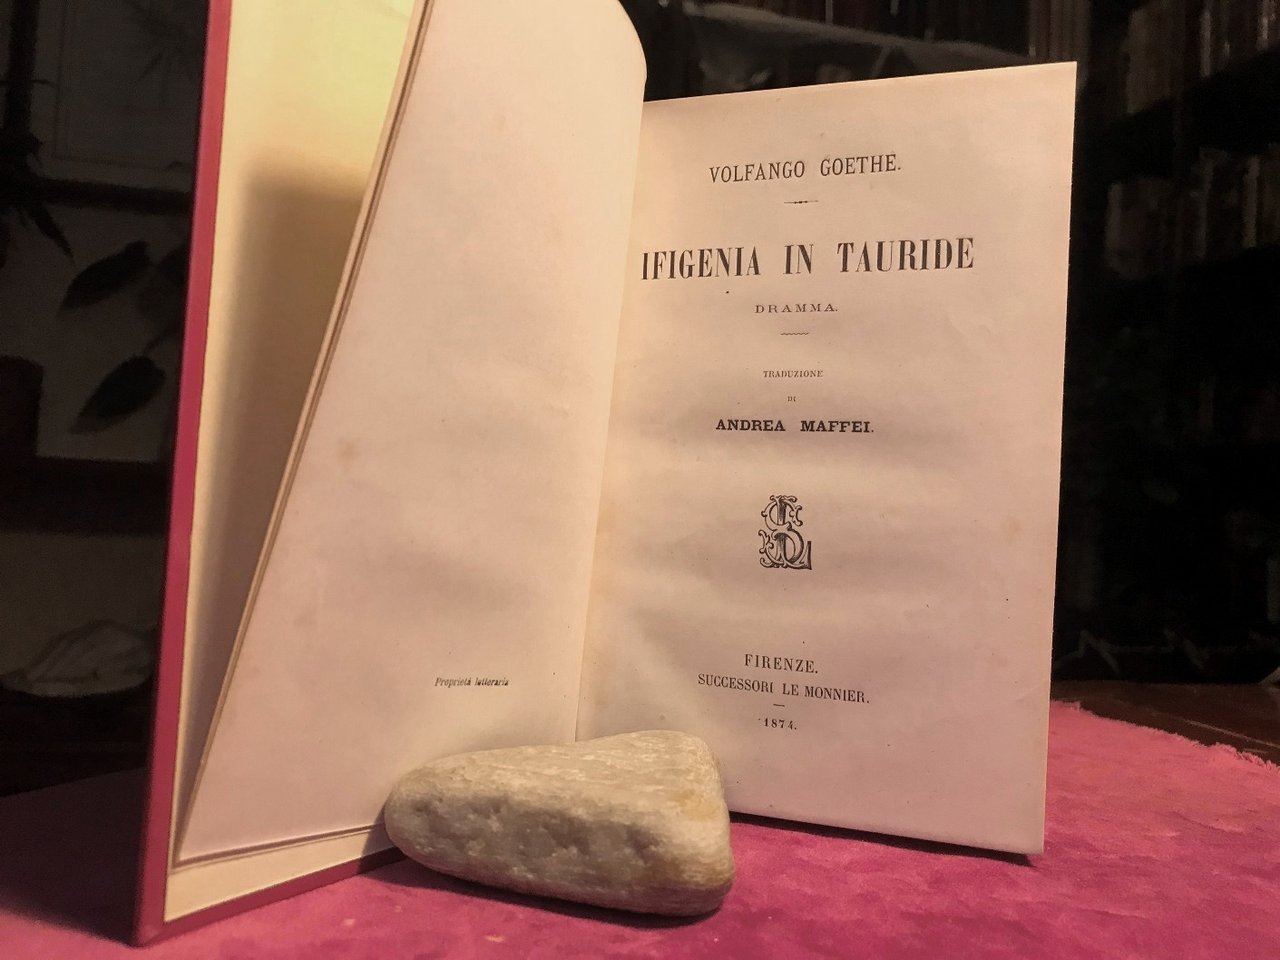 Proprietà letteraria
VOLFANGO GOETHE.
IFIGENIA IN TAURIDE
DRAMMA.
TRADUZIONE
DI
ANDREA MAFFEI.
FIRENZE.
SUCCESSORI LE MONNIER.
1874.